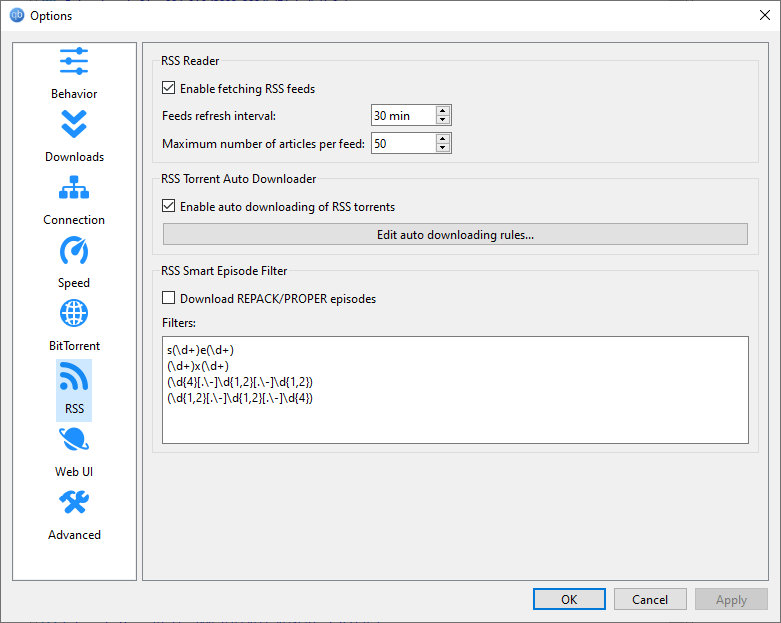 Options
Behavior
Downloads
Connection
Speed
BitTorrent
RSS
Web UI
Advanced
RSS Reader
Enable fetching RSS feeds
Feeds refresh interval: 30 min
Maximum number of articles per feed: 50
RSS Torrent Auto Downloader
Enable auto downloading of RSS torrents
Edit auto downloading rules...
RSS Smart Episode Filter
Download REPACK/PROPER episodes
Filters:
s(\d+)e(\d+)
(\d+)x(\d+)
(\d{4}[.\-]\d{1,2}[.\-]\d{1,2})
(\d{1,2}[.\-]\d{1,2}[.\-]\d{4})
OK Cancel Apply